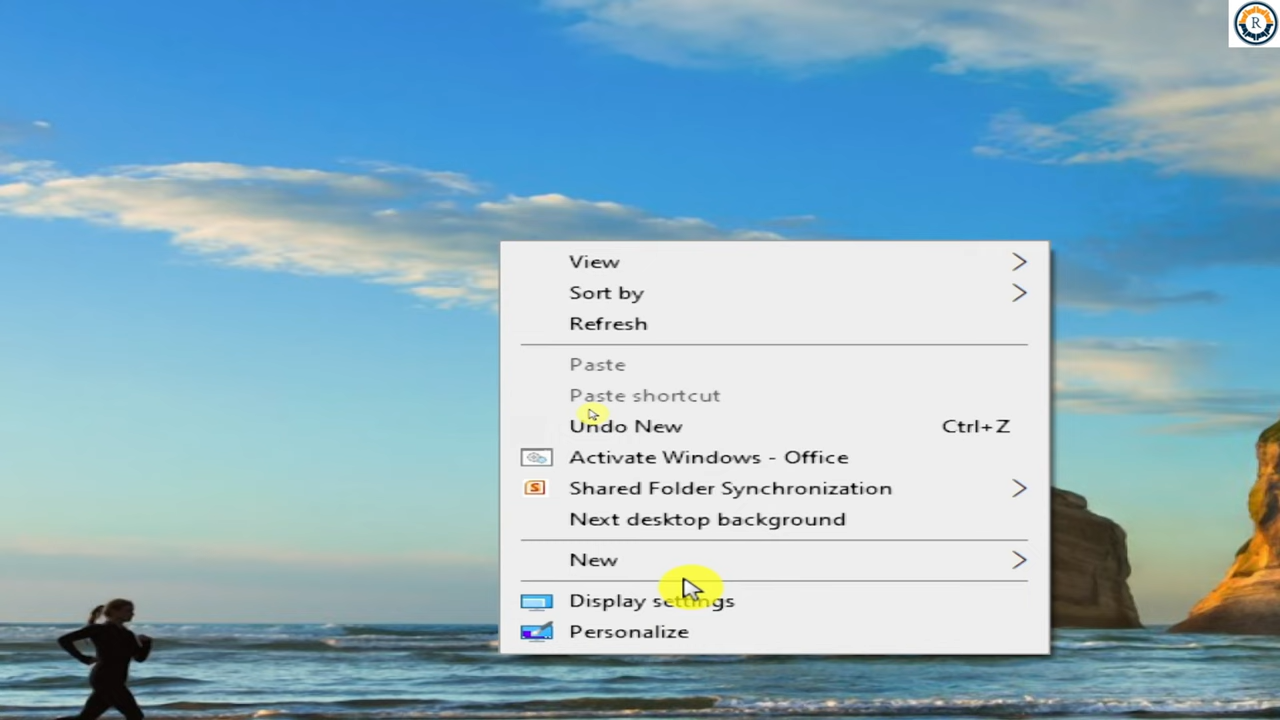 R
View
Sort by
Refresh
Paste
Paste shortcut
Undo New Ctrl+Z
Activate Windows - Office
S Shared Folder Synchronization
Next desktop background
New
Display settings
Personalize